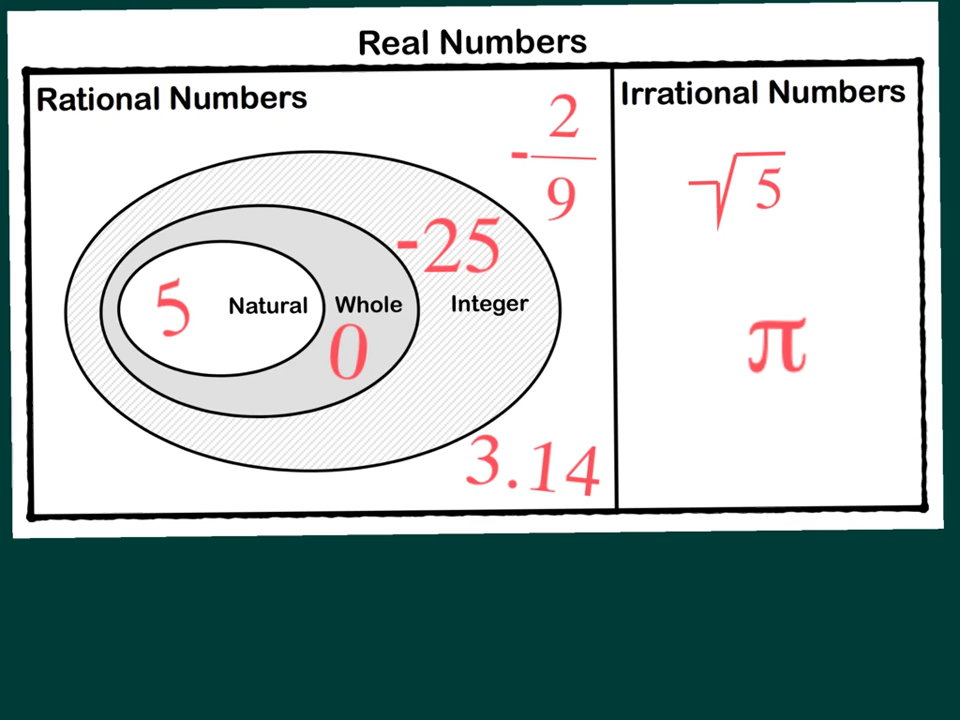 Real Numbers
Rational Numbers
Irrational Numbers
-2/9
¬√5
-25
5
Natural
Whole
Integer
0
π
3.14